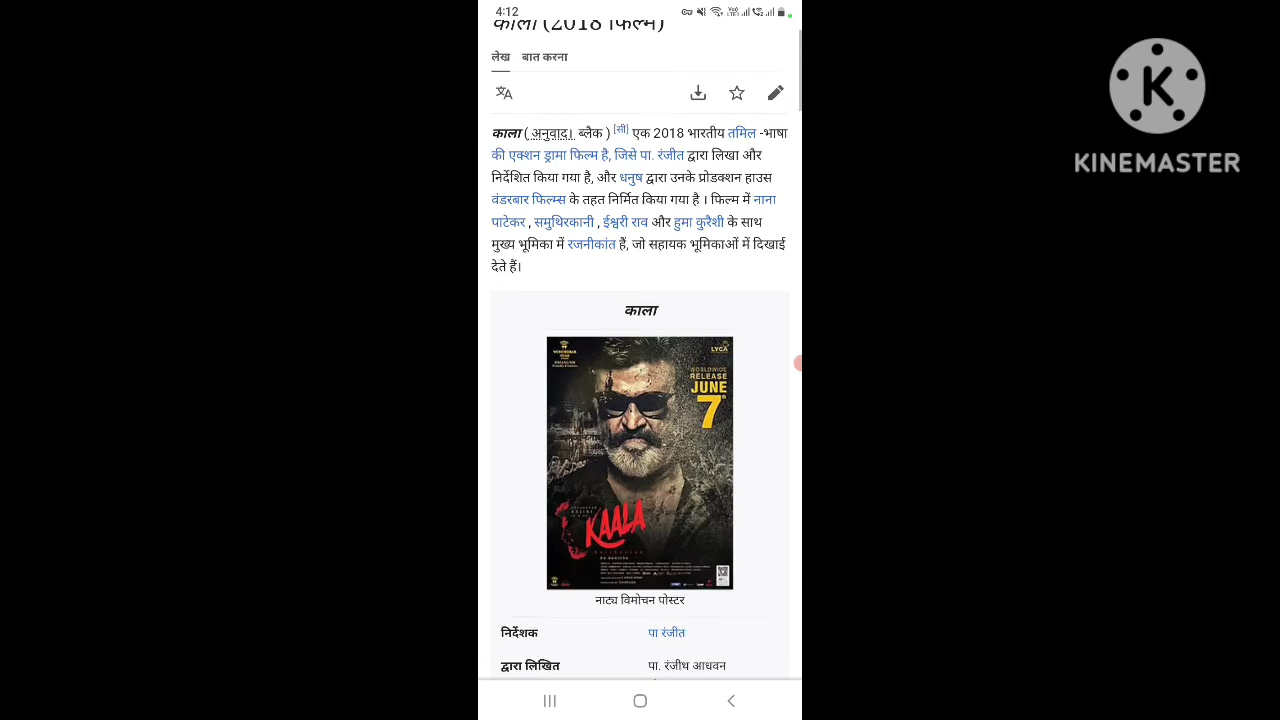 4:12
काला (2018 फिल्म)
लेख बात करना
काला ( अनुवाद। ब्लैक ) [सी] एक 2018 भारतीय तमिल -भाषा
की एक्शन ड्रामा फिल्म है, जिसे पा. रंजीत द्वारा लिखा और
निर्देशित किया गया है, और धनुष द्वारा उनके प्रोडक्शन हाउस
वंडरबार फिल्म्स के तहत निर्मित किया गया है । फिल्म में नाना
पाटेकर , समुथिरकानी , ईश्वरी राव और हुमा कुरैशी के साथ
मुख्य भूमिका में रजनीकांत हैं, जो सहायक भूमिकाओं में दिखाई
देते हैं।
काला
LYCA
WORLDWIDE
RELEASE
JUNE
7th
KAALA
नाट्य विमोचन पोस्टर
निर्देशक पा रंजीत
द्वारा लिखित पा. रंजीथ आधवन
K
KINEMASTER